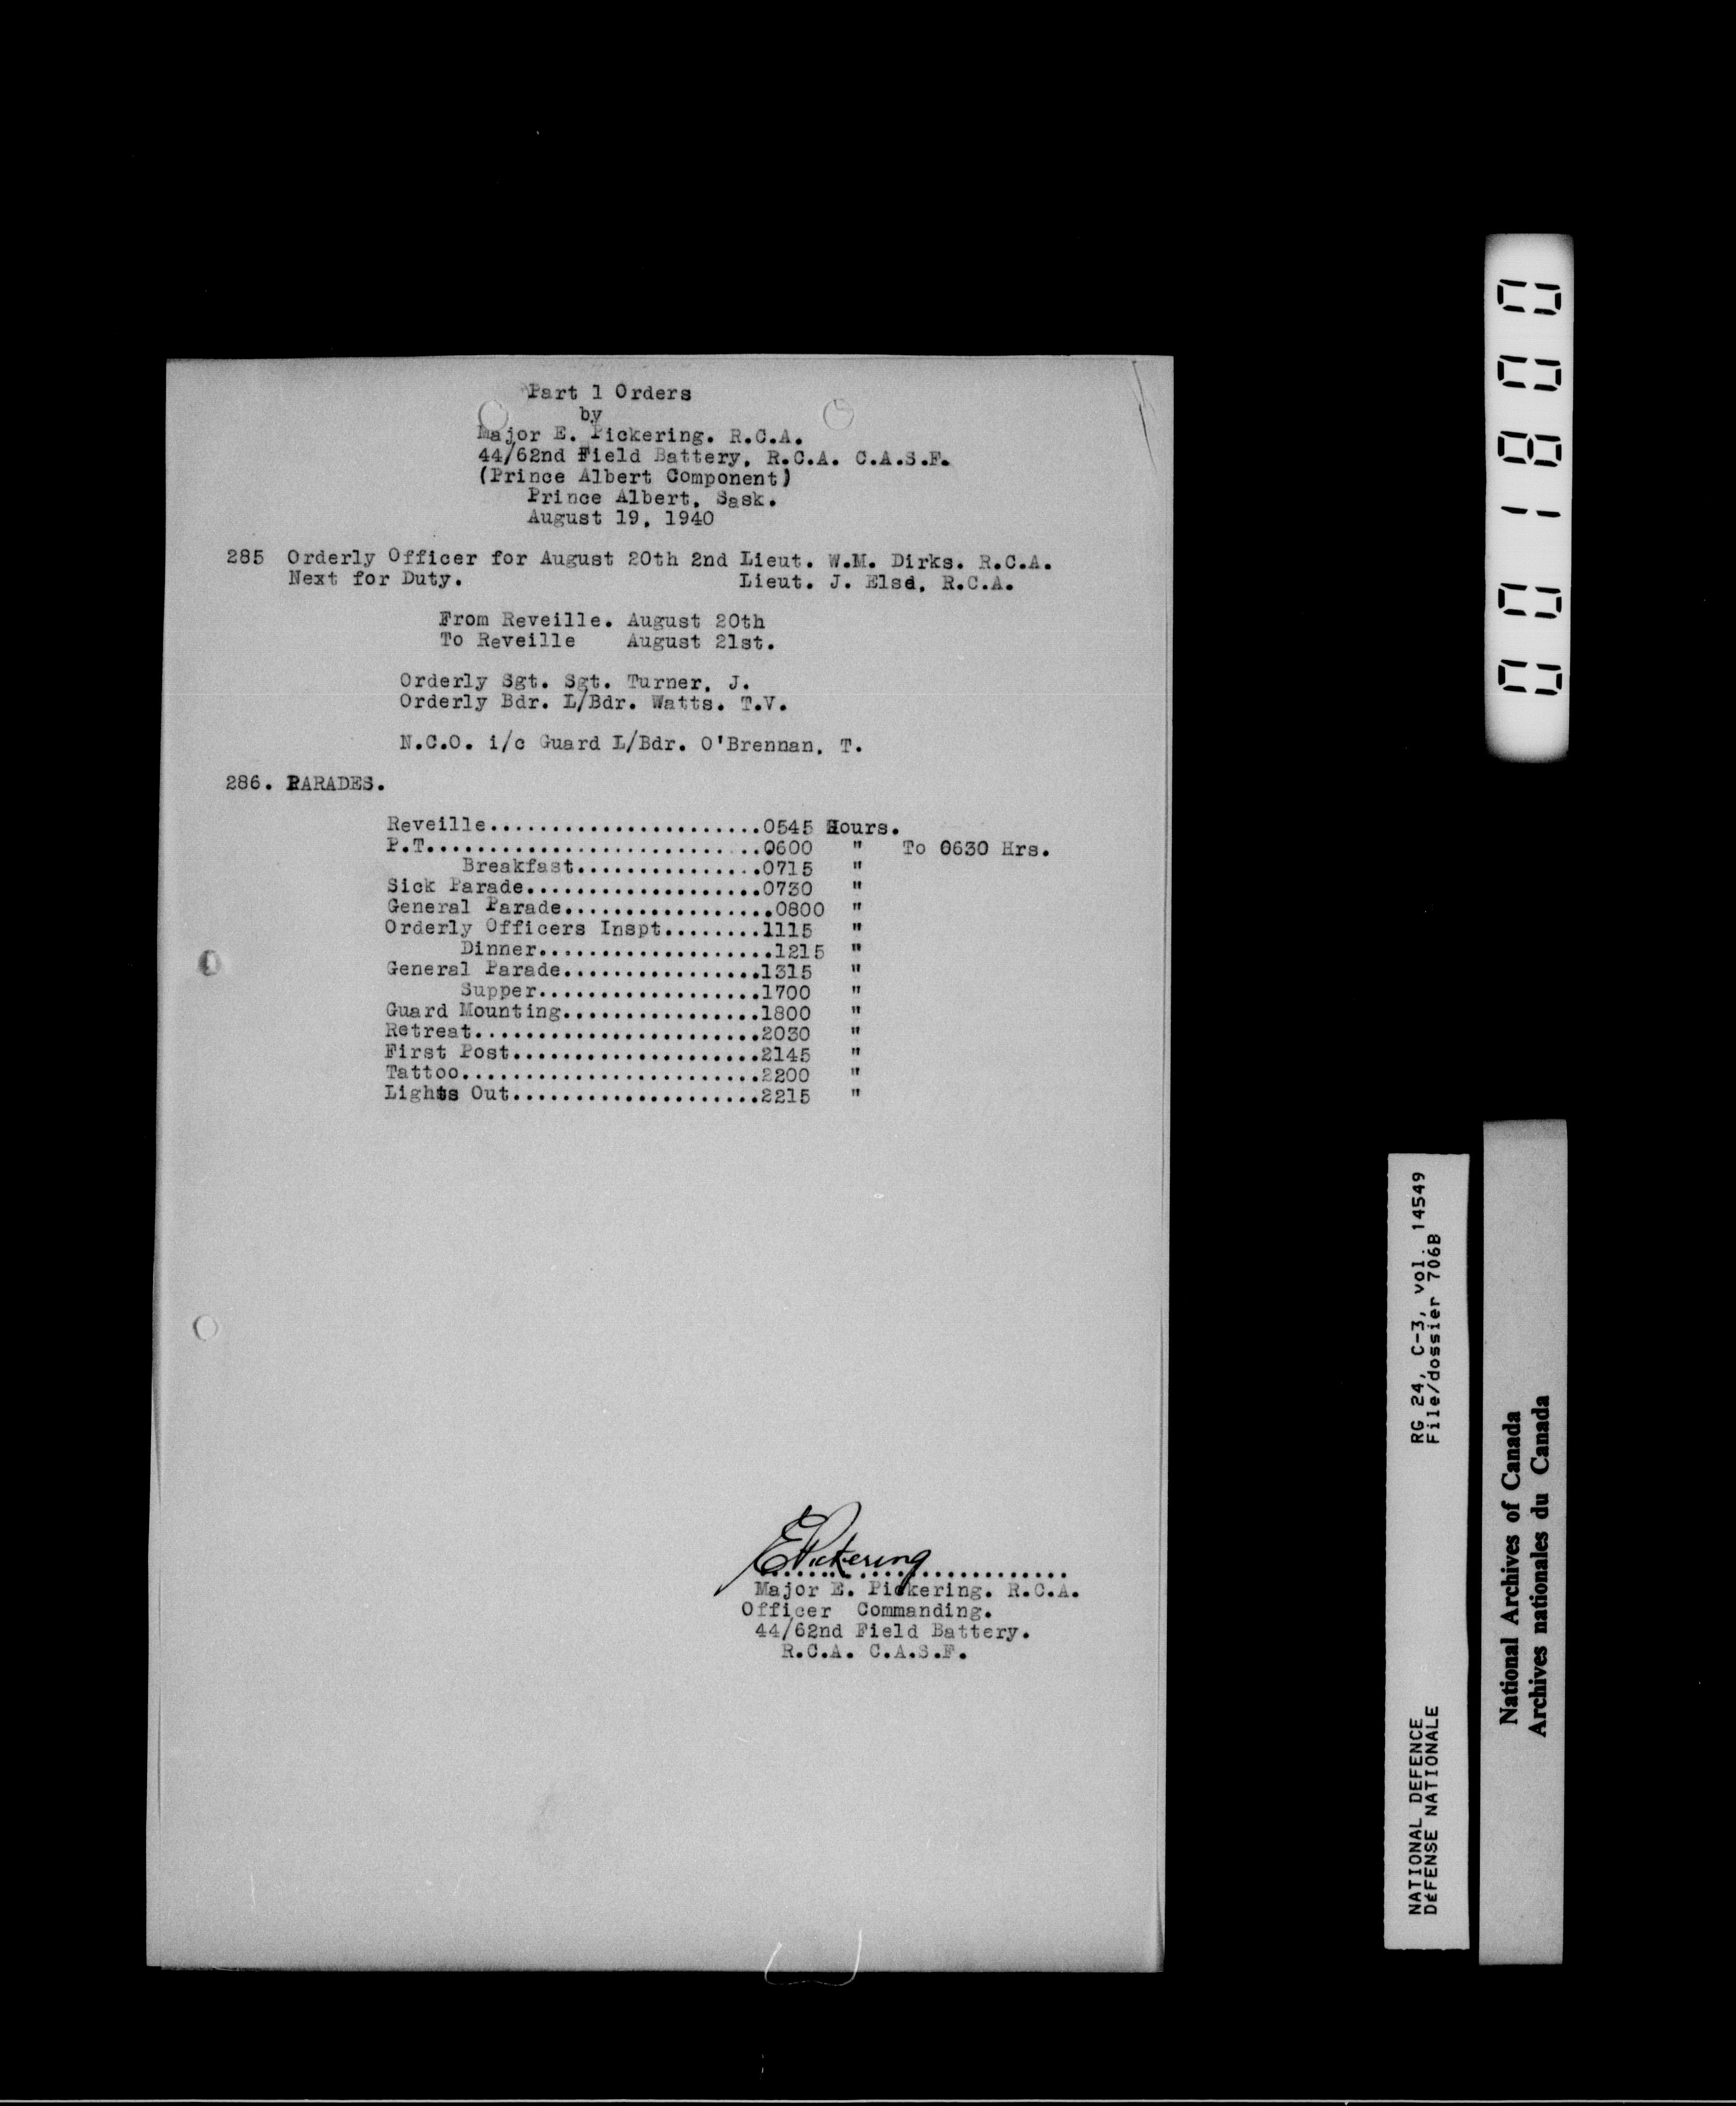 Part 1 Orders
by
Major E. Pickering. R.C.A.
44/62nd Field Battery, R.C.A. C.A.S.F.
(Prince Albert Component)
Prince Albert, Sask.
August 19, 1940
285 Orderly Officer for August 20th 2nd Lieut. W.M. Dirks. R.C.A.
Next for Duty. Lieut. J. Else, R.C.A.
From Reveille. August 20th
To Reveille August 21st.
Orderly Sgt. Sgt. Turner, J.
Orderly Bdr. L/Bdr. Watts. T.V.
N.C.O. i/c Guard L/Bdr. O'Brennan, T.
286. PARADES.
Reveille......................0545 Hours.
P.T...........................0600 " To 0630 Hrs.
Breakfast...............0715 "
Sick Parade...................0730 "
General Parade.................0800 "
Orderly Officers Inspt........1115 "
Dinner...................1215 "
General Parade................1315 "
Supper..................1700 "
Guard Mounting................1800 "
Retreat.......................2030 "
First Post....................2145 "
Tattoo........................2200 "
Lights Out....................2215 "
E Pickering
.........................
Major E. Pickering. R.C.A.
Officer Commanding.
44/62nd Field Battery.
R.C.A. C.A.S.F.
001800
RG 24, C-3, vol. 14549
File/dossier 706B
NATIONAL DEFENCE
DéFENSE NATIONALE
National Archives of Canada
Archives nationales du Canada